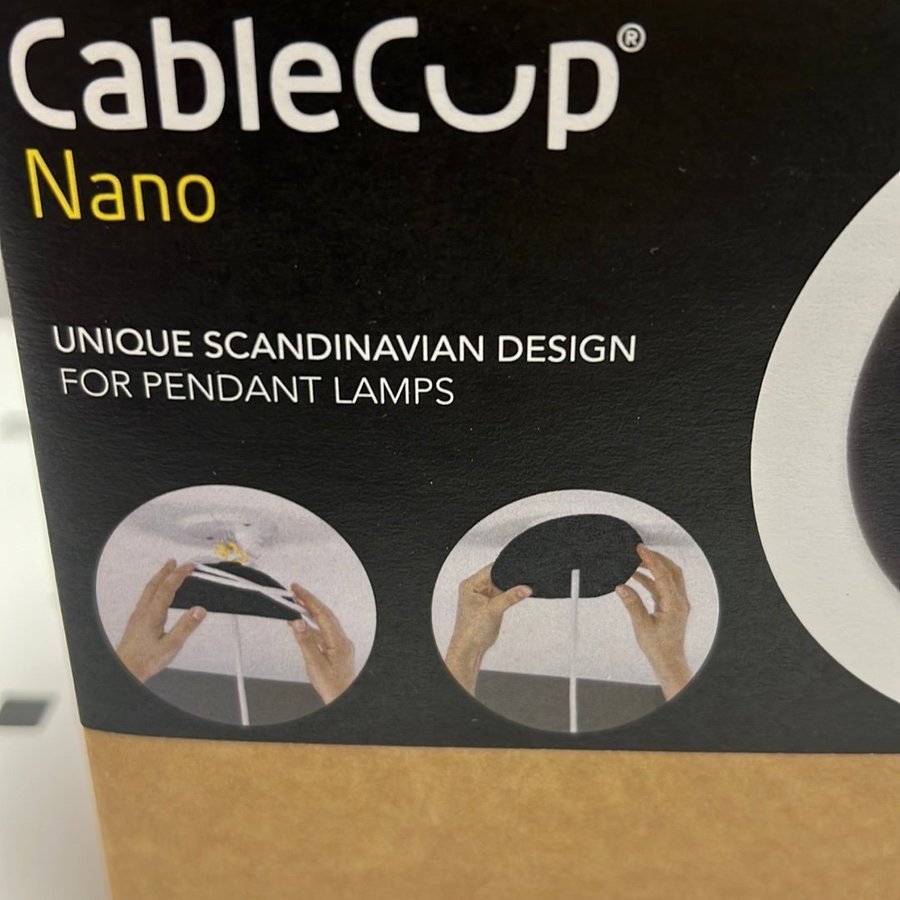 CableCup®
Nano
UNIQUE SCANDINAVIAN DESIGN
FOR PENDANT LAMPS